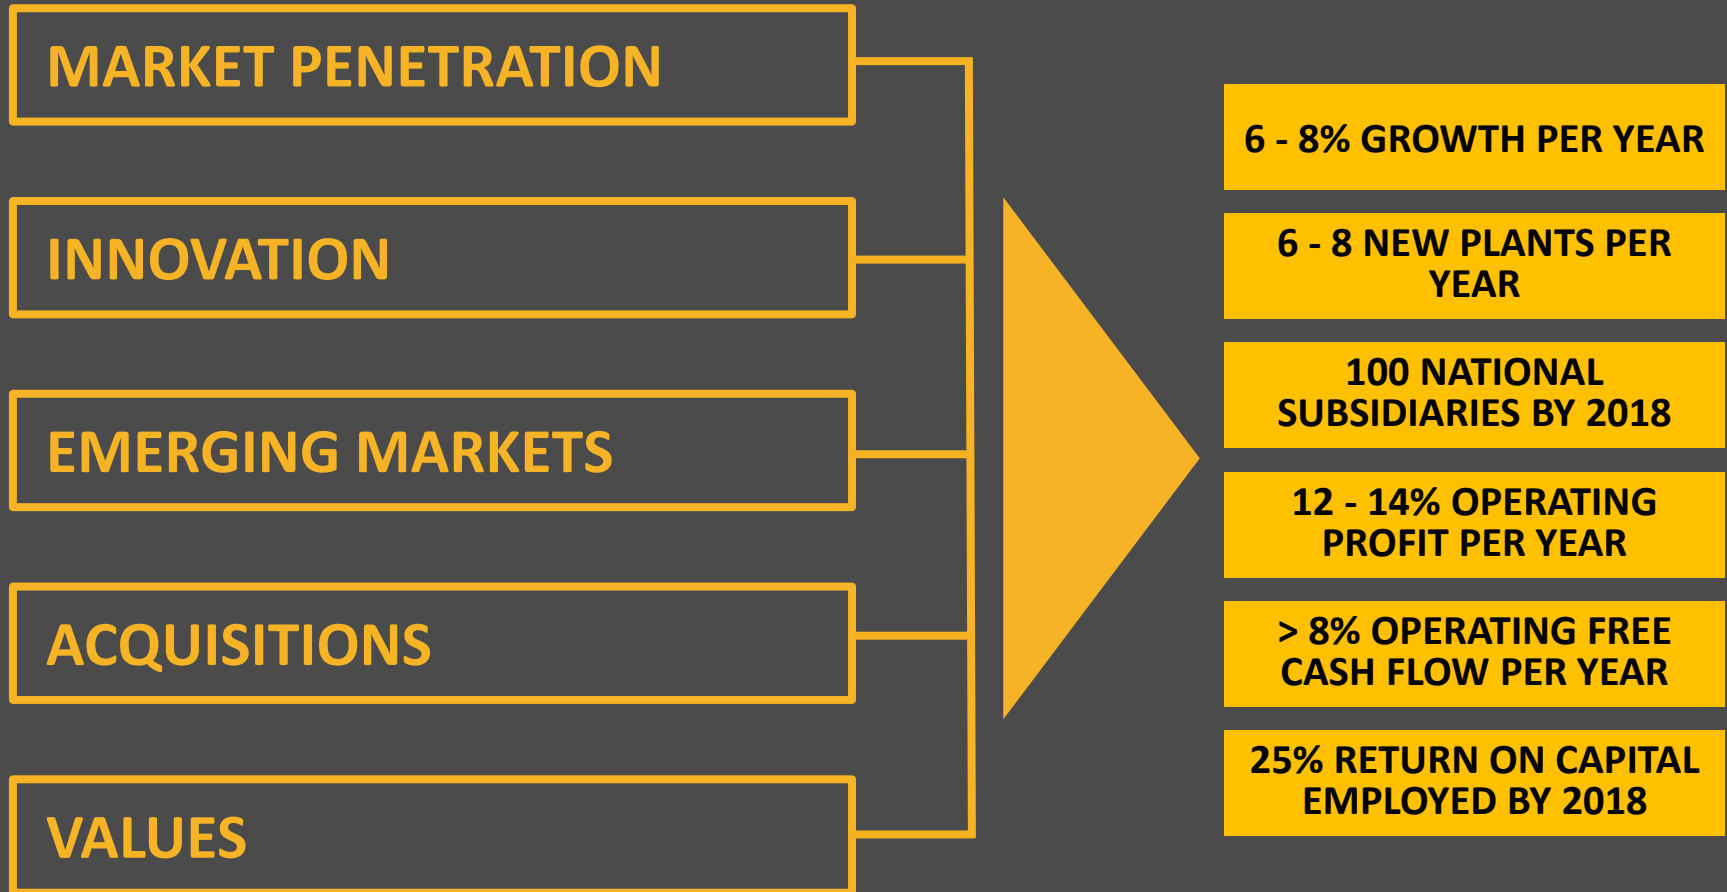 MARKET PENETRATION
INNOVATION
EMERGING MARKETS
ACQUISITIONS
VALUES
6 - 8% GROWTH PER YEAR
6 - 8 NEW PLANTS PER
YEAR
100 NATIONAL
SUBSIDIARIES BY 2018
12 - 14% OPERATING
PROFIT PER YEAR
> 8% OPERATING FREE
CASH FLOW PER YEAR
25% RETURN ON CAPITAL
EMPLOYED BY 2018